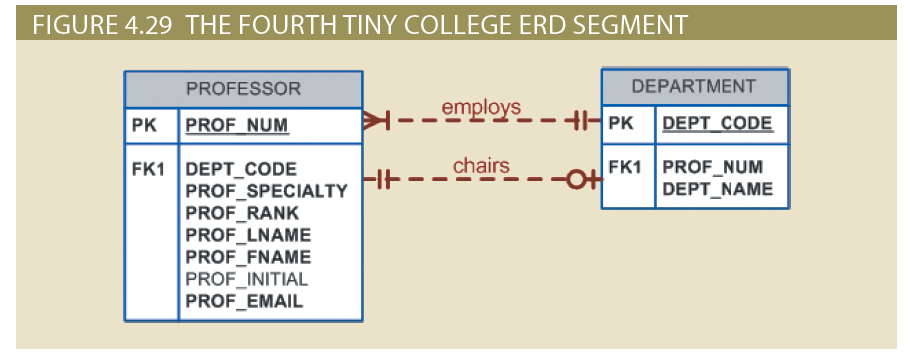 FIGURE 4.29 THE FOURTH TINY COLLEGE ERD SEGMENT
PROFESSOR
PK PROF_NUM
FK1 DEPT_CODE
PROF_SPECIALTY
PROF_RANK
PROF_LNAME
PROF_FNAME
PROF_INITIAL
PROF_EMAIL
employs
chairs
DEPARTMENT
PK DEPT_CODE
FK1 PROF_NUM
DEPT_NAME